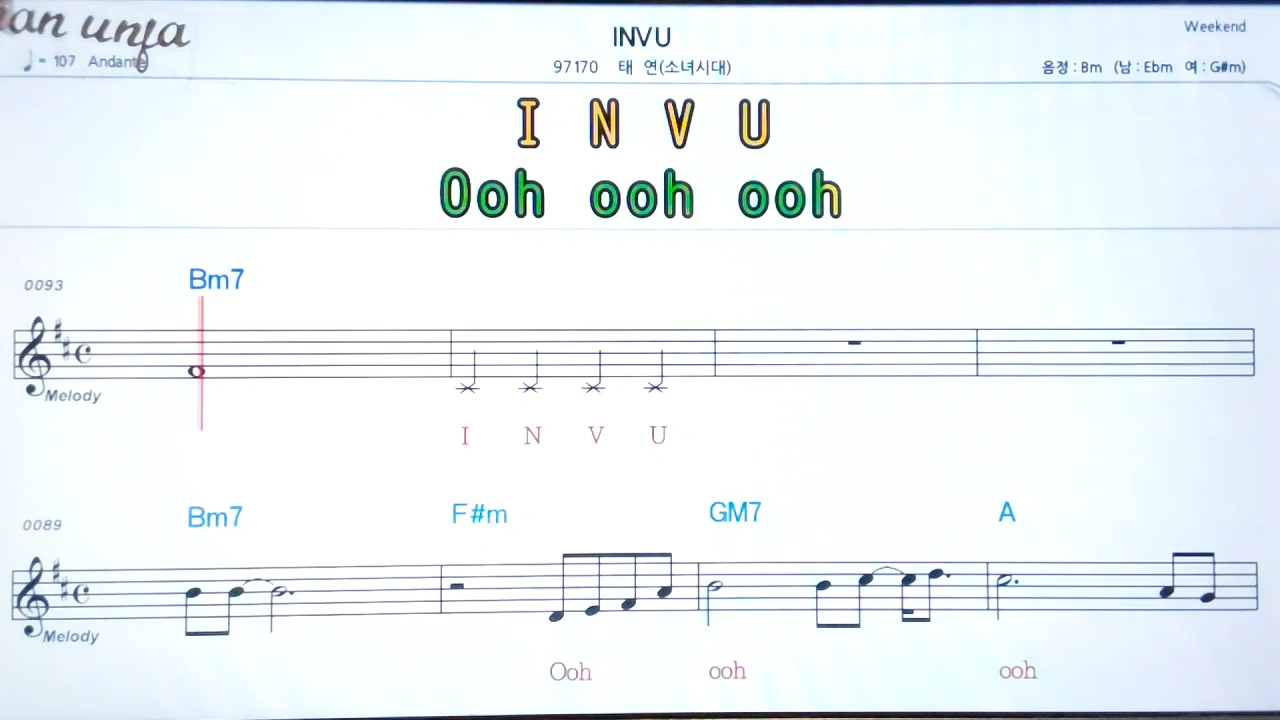 an unja
INVU
Weekend
♩ = 107 Andante
97170 태 연(소녀시대)
음정 : Bm (남 : Ebm 여 : G#m)
I N V U
Ooh ooh ooh
0093
Bm7
Melody
I N V U
0089
Bm7 F#m GM7 A
Melody
Ooh ooh ooh